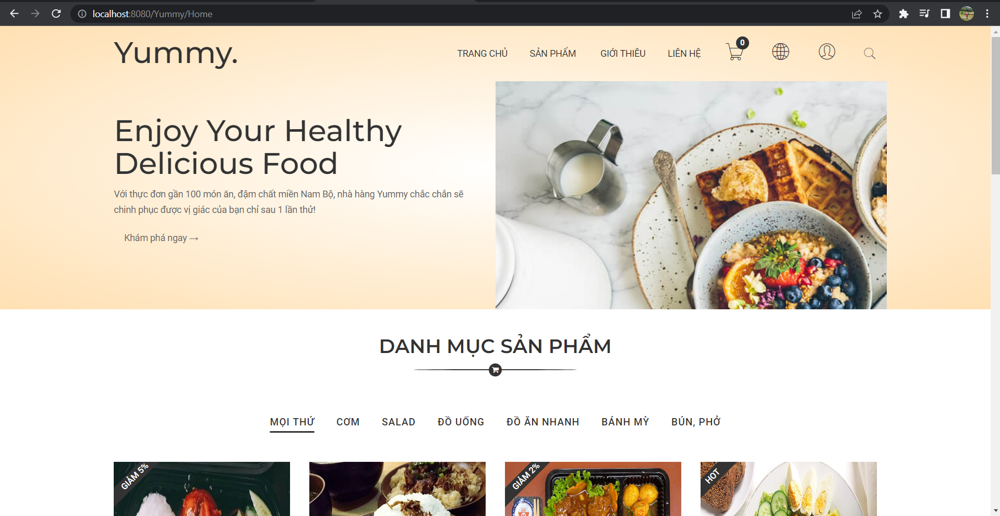 localhost:8080/Yummy/Home
Yummy.
TRANG CHỦ
SẢN PHẨM
GIỚI THIÊU
LIÊN HỆ
0
Enjoy Your Healthy
Delicious Food
Với thực đơn gần 100 món ăn, đậm chất miền Nam Bộ, nhà hàng Yummy chắc chắn sẽ
chinh phục được vị giác của bạn chỉ sau 1 lần thử!
Khám phá ngay →
DANH MỤC SẢN PHẨM
MỌI THỨ
CƠM
SALAD
ĐỒ UỐNG
ĐỒ ĂN NHANH
BÁNH MỲ
BÚN, PHỞ
GIẢM 5%
GIẢM 2%
HOT